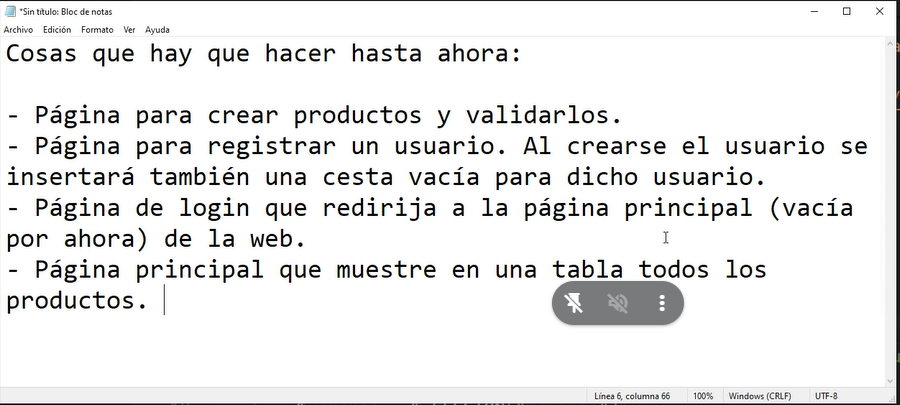 *Sin título: Bloc de notas
Archivo Edición Formato Ver Ayuda
Cosas que hay que hacer hasta ahora:
- Página para crear productos y validarlos.
- Página para registrar un usuario. Al crearse el usuario se
insertará también una cesta vacía para dicho usuario.
- Página de login que redirija a la página principal (vacía
por ahora) de la web.
- Página principal que muestre en una tabla todos los
productos.
Línea 6, columna 66 100% Windows (CRLF) UTF-8